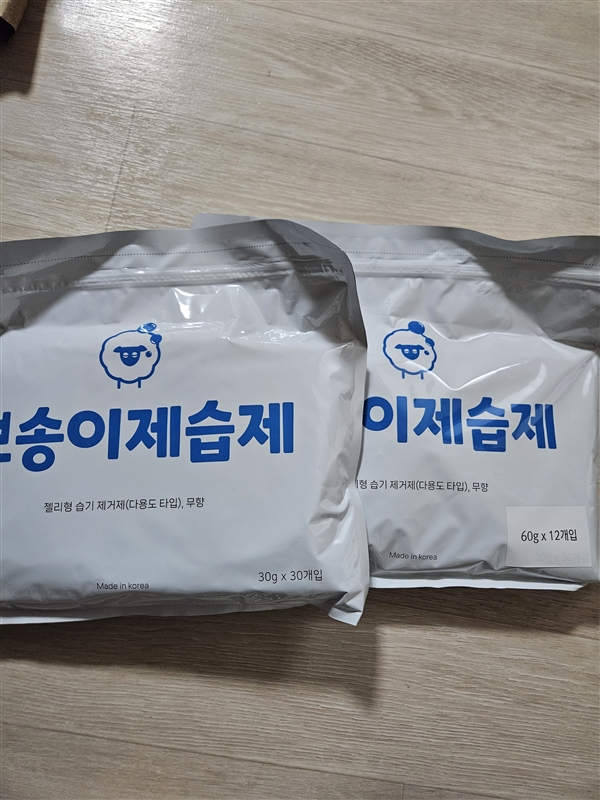 송이제습제
젤리형 습기 제거제(다용도 타입), 무향
Made in korea
30g x 30개입
이제습제
형 습기 제거제(다용도 타입), 무향
60g x 12개입
Made in korea